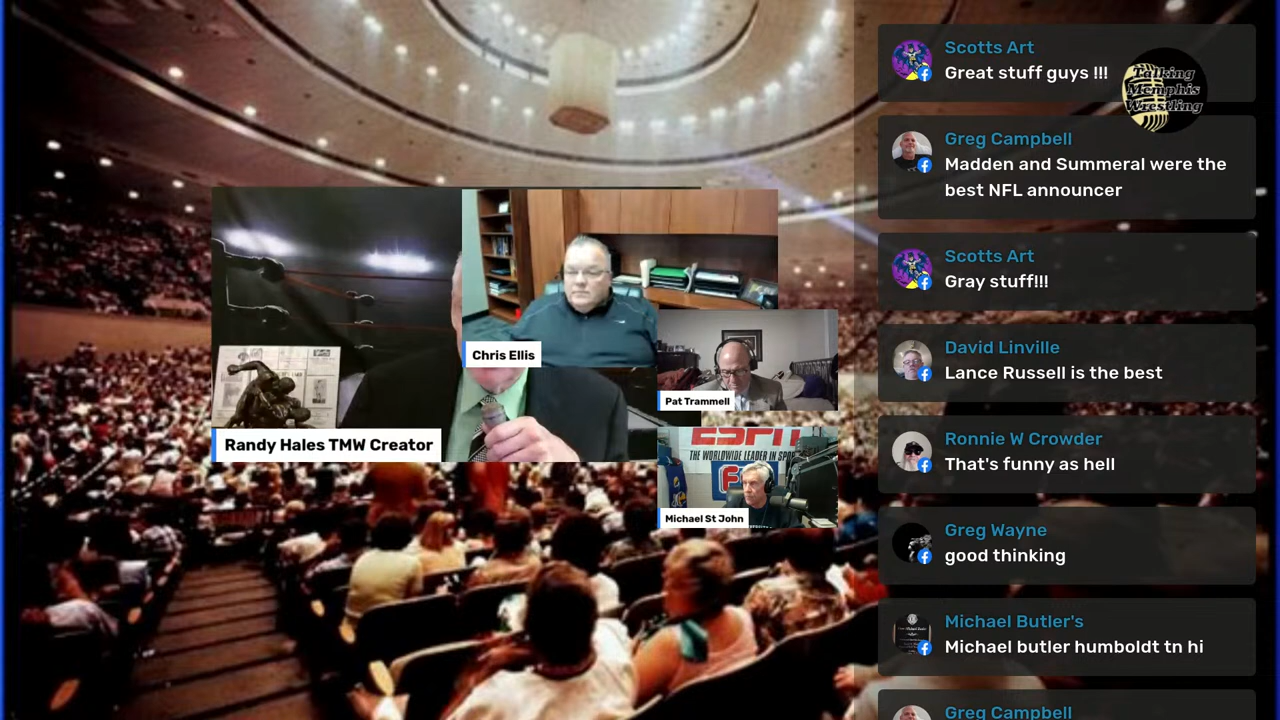 Scotts Art
Great stuff guys !!!
Talking
Memphis
Wrestling
Greg Campbell
Madden and Summeral were the
best NFL announcer
Scotts Art
Gray stuff!!!
David Linville
Lance Russell is the best
Ronnie W Crowder
That's funny as hell
Greg Wayne
good thinking
Michael Butler's
Michael butler humboldt tn hi
Greg Campbell
Chris Ellis
Pat Trammell
Randy Hales TMW Creator
ESPN
THE WORLDWIDE LEADER IN
Michael St John